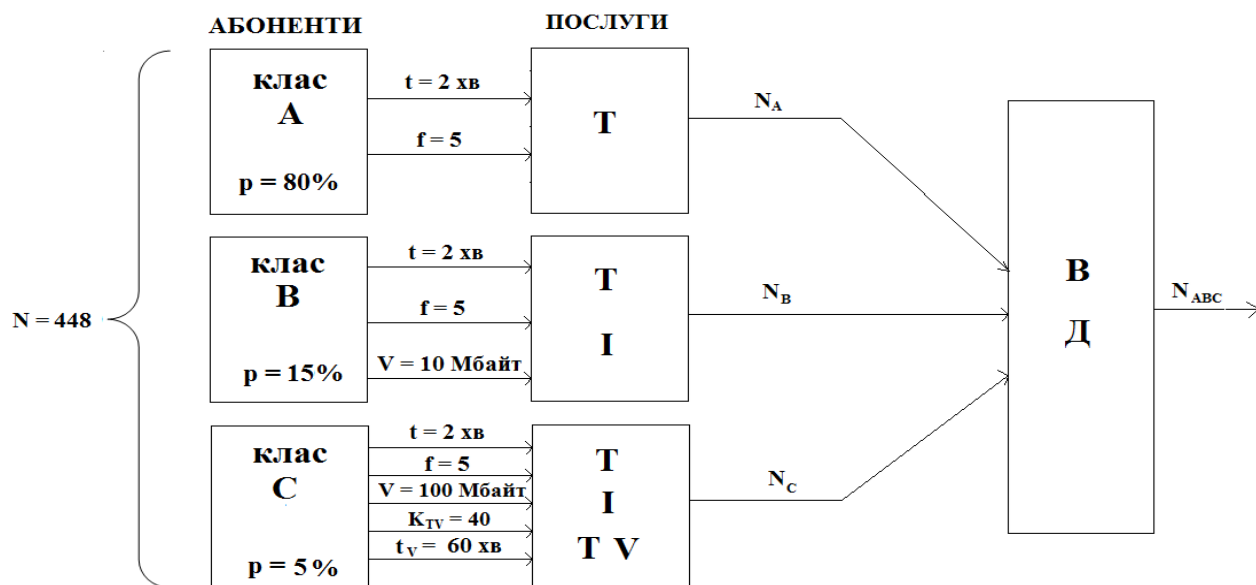 АБОНЕНТИ
ПОСЛУГИ
N = 448
клас
А
p = 80%
t = 2 хв
f = 5
Т
N_A
клас
В
p = 15%
t = 2 хв
f = 5
V = 10 Мбайт
Т
І
N_B
клас
С
p = 5%
t = 2 хв
f = 5
V = 100 Мбайт
K_TV = 40
t_V = 60 хв
Т
І
T V
N_C
В
Д
N_ABC